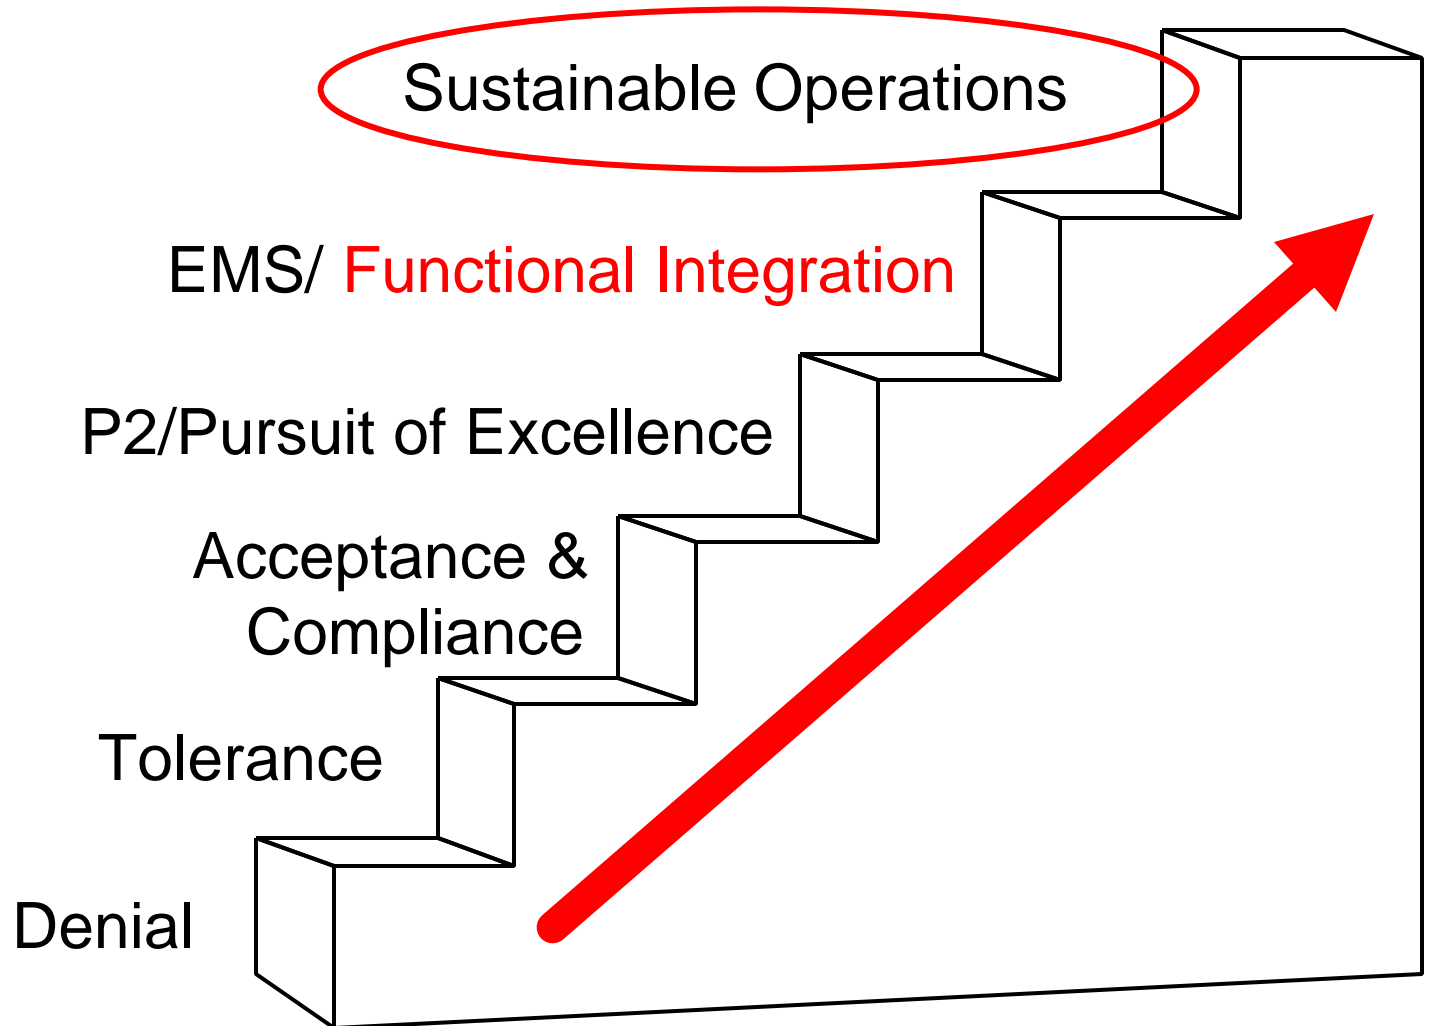 Sustainable Operations
EMS/ Functional Integration
P2/Pursuit of Excellence
Acceptance &
Compliance
Tolerance
Denial